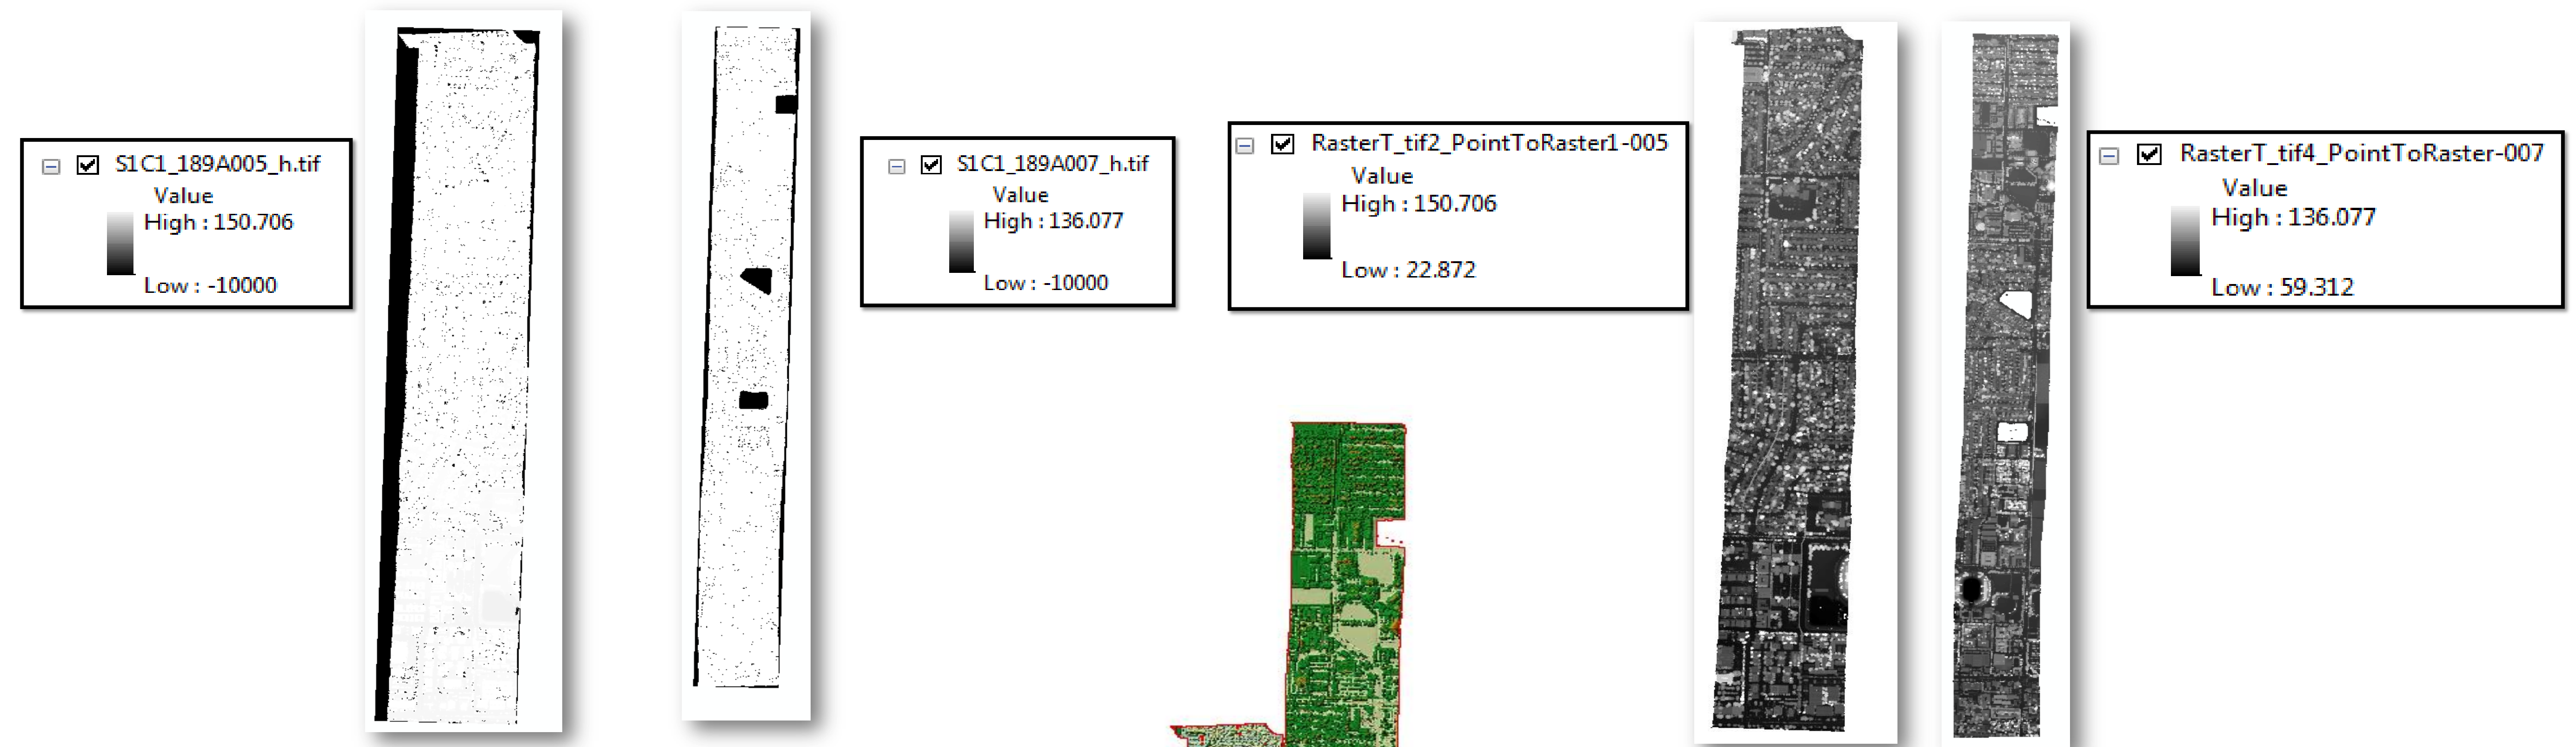 S1C1_189A005_h.tif
Value
High : 150.706
Low : -10000
S1C1_189A007_h.tif
Value
High : 136.077
Low : -10000
RasterT_tif2_PointToRaster1-005
Value
High : 150.706
Low : 22.872
RasterT_tif4_PointToRaster-007
Value
High : 136.077
Low : 59.312